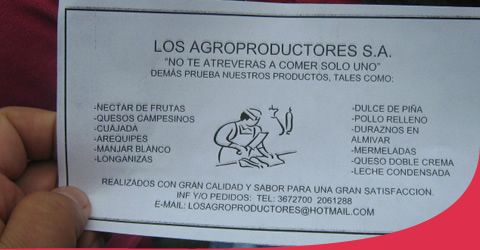 LOS AGROPRODUCTORES S.A.
"NO TE ATREVERAS A COMER SOLO UNO"
DEMÁS PRUEBA NUESTROS PRODUCTOS, TALES COMO:
-NECTAR DE FRUTAS
-QUESOS CAMPESINOS
-CUAJADA
-AREQUIPES
-MANJAR BLANCO
-LONGANIZAS
-DULCE DE PIÑA
-POLLO RELLENO
-DURAZNOS EN
ALMIVAR
-MERMELADAS
-QUESO DOBLE CREMA
-LECHE CONDENSADA
REALIZADOS CON GRAN CALIDAD Y SABOR PARA UNA GRAN SATISFACCION.
INF Y/O PEDIDOS: TEL: 3672700 2061288
E-MAIL: LOSAGROPRODUCTORES@HOTMAIL.COM